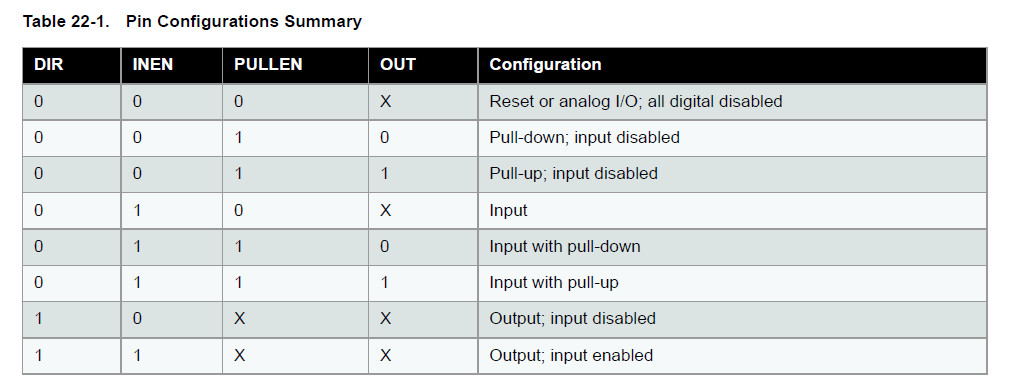 Table 22-1. Pin Configurations Summary
DIR INEN PULLEN OUT Configuration
0 0 0 X Reset or analog I/O; all digital disabled
0 0 1 0 Pull-down; input disabled
0 0 1 1 Pull-up; input disabled
0 1 0 X Input
0 1 1 0 Input with pull-down
0 1 1 1 Input with pull-up
1 0 X X Output; input disabled
1 1 X X Output; input enabled